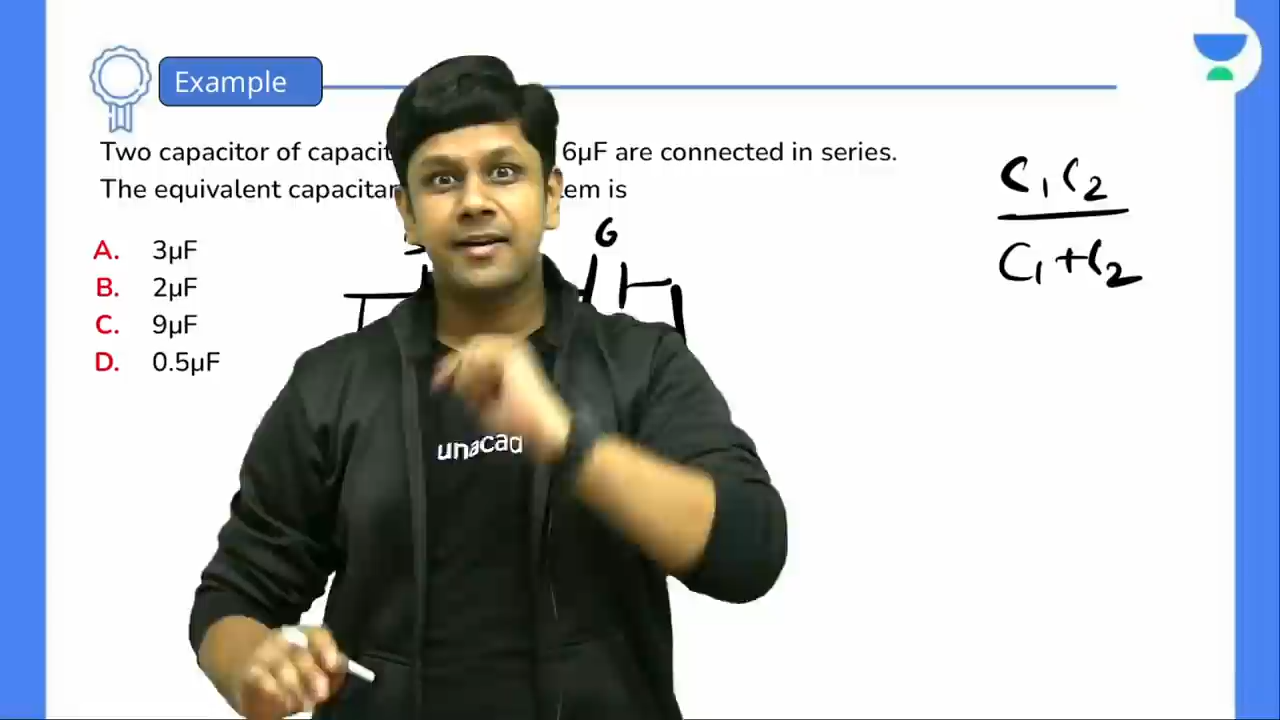 Example
Two capacitor of capacit 6µF are connected in series.
The equivalent capacitan tem is
A. 3µF
B. 2µF
C. 9µF
D. 0.5µF
6
C₁C₂
C₁+C₂
unacad